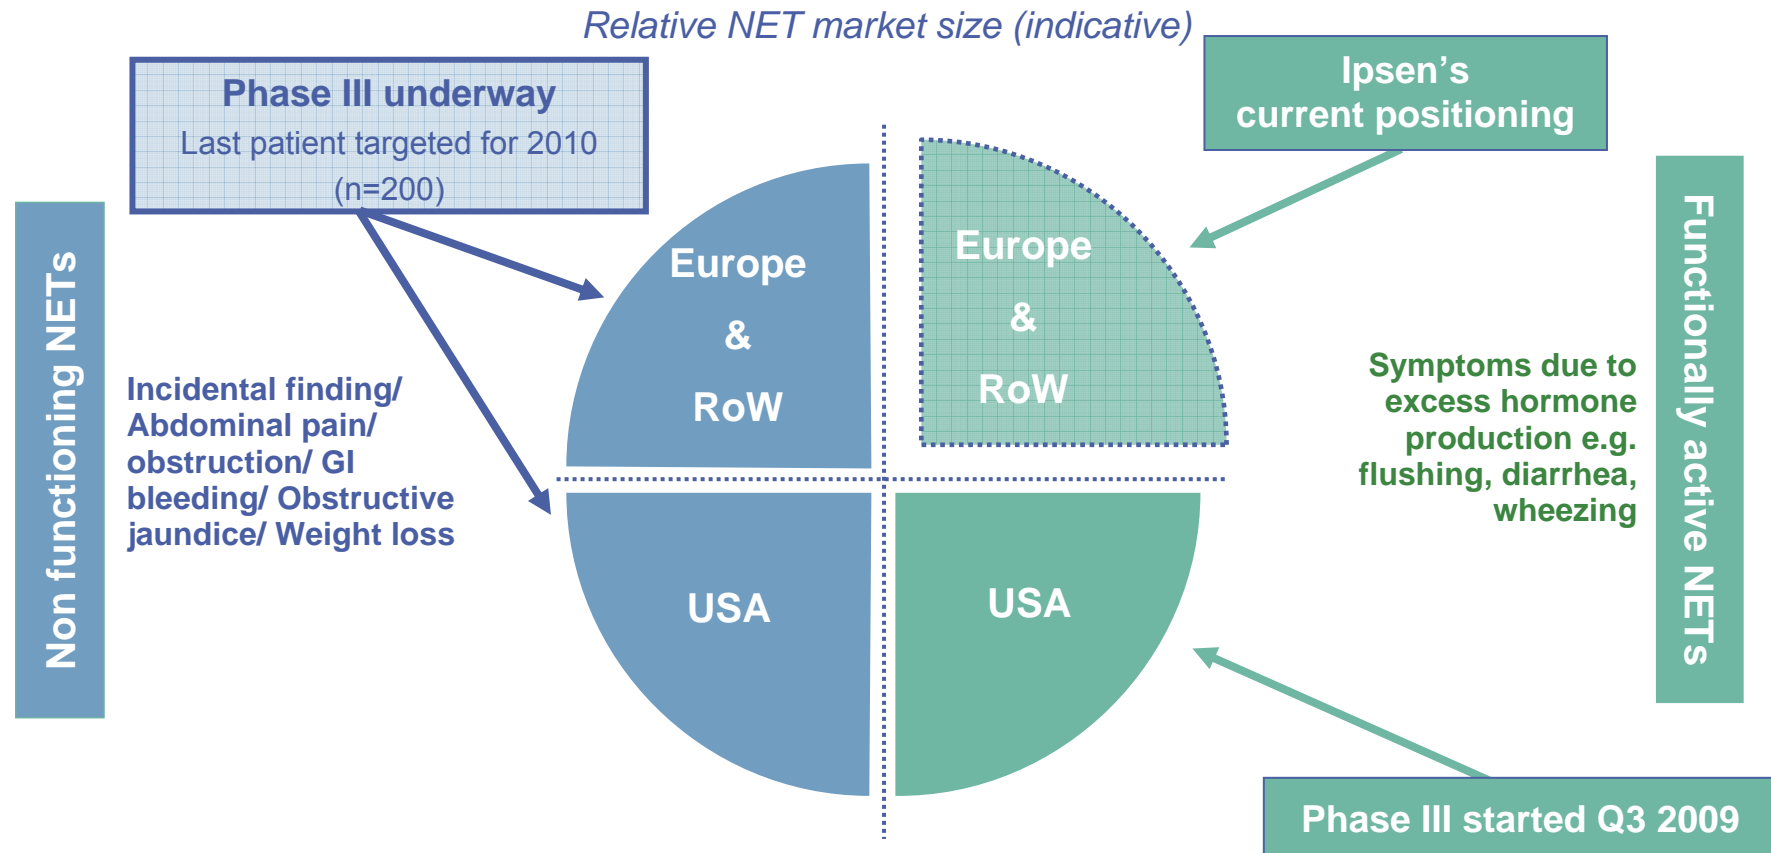 Relative NET market size (indicative)
Phase III underway
Last patient targeted for 2010
(n=200)
Ipsen’s
current positioning
Non functioning NETs
Incidental finding/
Abdominal pain/
obstruction/ GI
bleeding/ Obstructive
jaundice/ Weight loss
Europe
&
RoW
Europe
&
RoW
USA
USA
Symptoms due to
excess hormone
production e.g.
flushing, diarrhea,
wheezing
Functionally active NETs
Phase III started Q3 2009